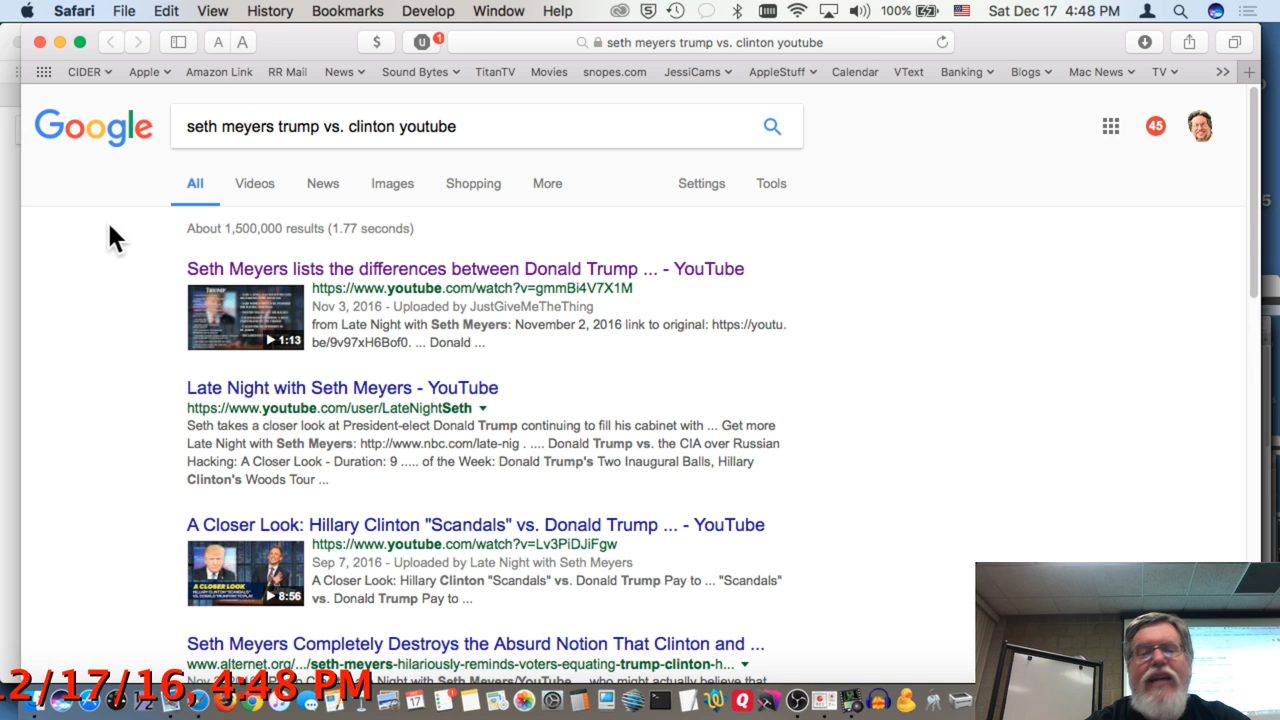 Safari File Edit View History Bookmarks Develop Window Help 5 100% Sat Dec 17 4:48 PM
A A $ 1 seth meyers trump vs. clinton youtube
CIDER Apple Amazon Link RR Mail News Sound Bytes TitanTV Movies snopes.com JessiCams AppleStuff Calendar VText Banking Blogs Mac News TV >> +
Google seth meyers trump vs. clinton youtube 45
All Videos News Images Shopping More Settings Tools
About 1,500,000 results (1.77 seconds)
Seth Meyers lists the differences between Donald Trump ... - YouTube
https://www.youtube.com/watch?v=gmmBi4V7X1M
Nov 3, 2016 - Uploaded by JustGiveMeTheThing
from Late Night with Seth Meyers: November 2, 2016 link to original: https://youtu.
1:13 be/9v97xH6Bof0. ... Donald ...
Late Night with Seth Meyers - YouTube
https://www.youtube.com/user/LateNightSeth
Seth takes a closer look at President-elect Donald Trump continuing to fill his cabinet with ... Get more
Late Night with Seth Meyers: http://www.nbc.com/late-nig . .... Donald Trump vs. the CIA over Russian
Hacking: A Closer Look - Duration: 9 ..... of the Week: Donald Trump's Two Inaugural Balls, Hillary
Clinton's Woods Tour ...
A Closer Look: Hillary Clinton "Scandals" vs. Donald Trump ... - YouTube
https://www.youtube.com/watch?v=Lv3PiDJiFgw
Sep 7, 2016 - Uploaded by Late Night with Seth Meyers
A Closer Look: Hillary Clinton "Scandals" vs. Donald Trump Pay to ... "Scandals"
A CLOSER LOOK
8:56 vs. Donald Trump Pay to ...
Seth Meyers Completely Destroys the Absurd Notion That Clinton and ...
www.alternet.org/.../seth-meyers-hilariously-reminds-voters-equating-trump-clinton-h...
12/17/16, 4:48 PM